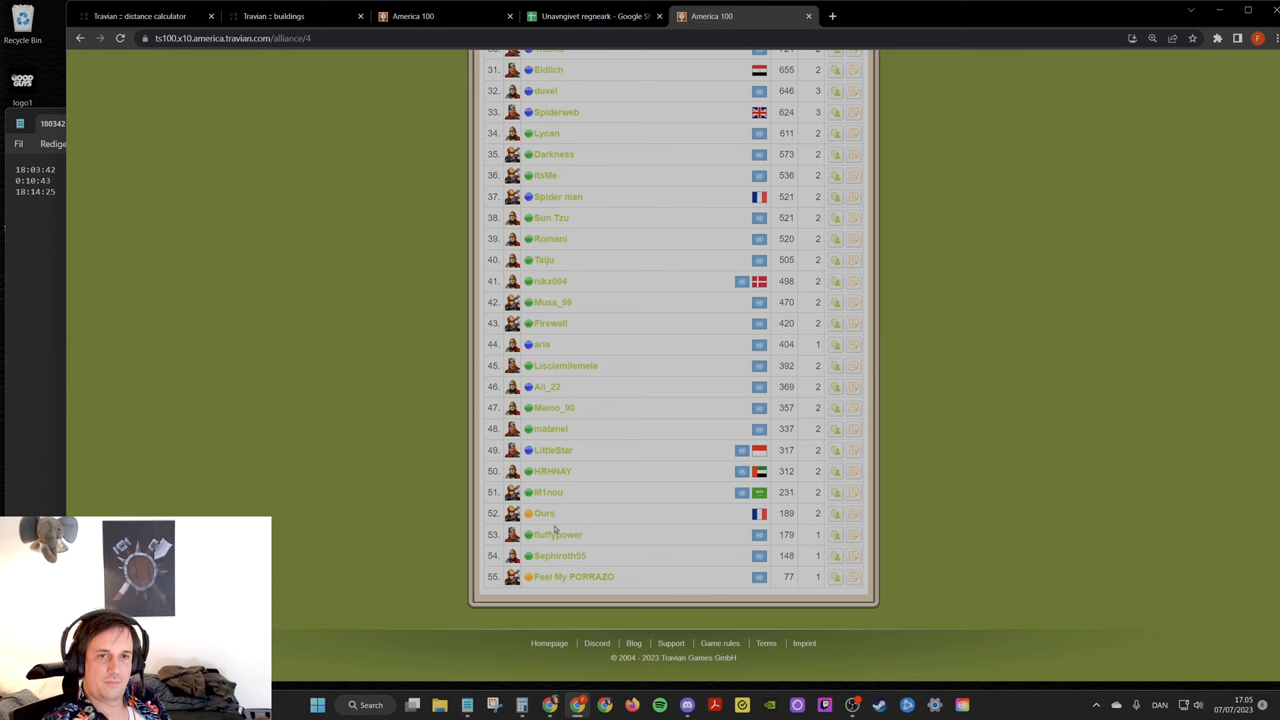 Recycle Bin
GOOD GUYS
logo1
180342
Fil
Redige
18:03:42
0:10:43
18:14:25
Travian :: distance calculator
Travian :: buildings
America 100
Unavngivet regneark - Google Sh
America 100
ts100.x10.america.travian.com/alliance/4
31. Eldlich 655 2
32. duvel 646 3
33. Spiderweb 624 3
34. Lycan 611 2
35. Darkness 573 2
36. ItsMe 536 2
37. Spider man 521 2
38. Sun Tzu 521 2
39. Romani 520 2
40. Taiju 505 2
41. nikx004 498 2
42. Musa_99 470 2
43. Firewall 420 2
44. aria 404 1
45. Lisciamilemele 392 2
46. Ali_22 369 2
47. Memo_90 357 2
48. matanel 337 2
49. LittleStar 317 2
50. HRHNAY 312 2
51. M1nou 231 2
52. Ours 189 2
53. fluffypower 179 1
54. Sephiroth55 148 1
55. Feel My PORRAZO 77 1
Homepage Discord Blog Support Game rules Terms Imprint
© 2004 - 2023 Travian Games GmbH
Search
DAN
17.05
07/07/2023